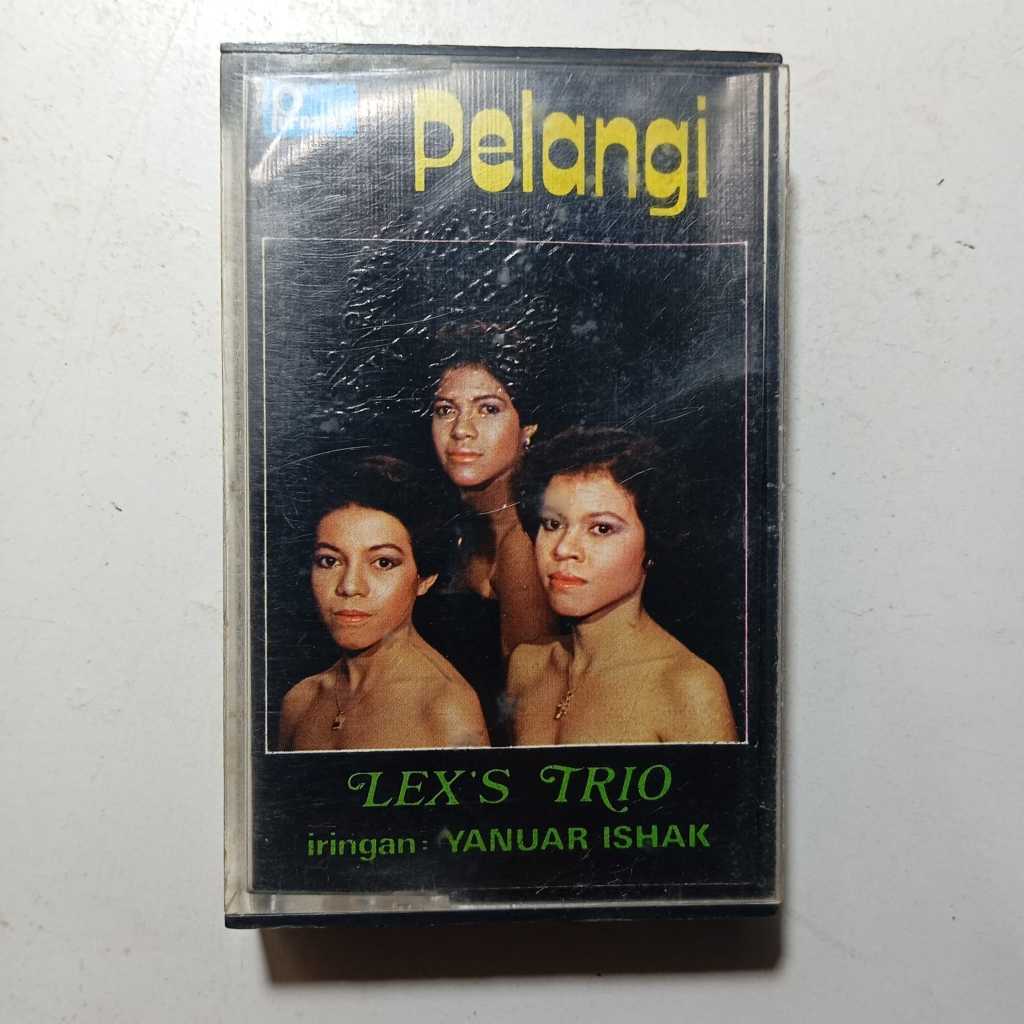 Pelangi
LEX'S TRIO
iringan: YANUAR ISHAK